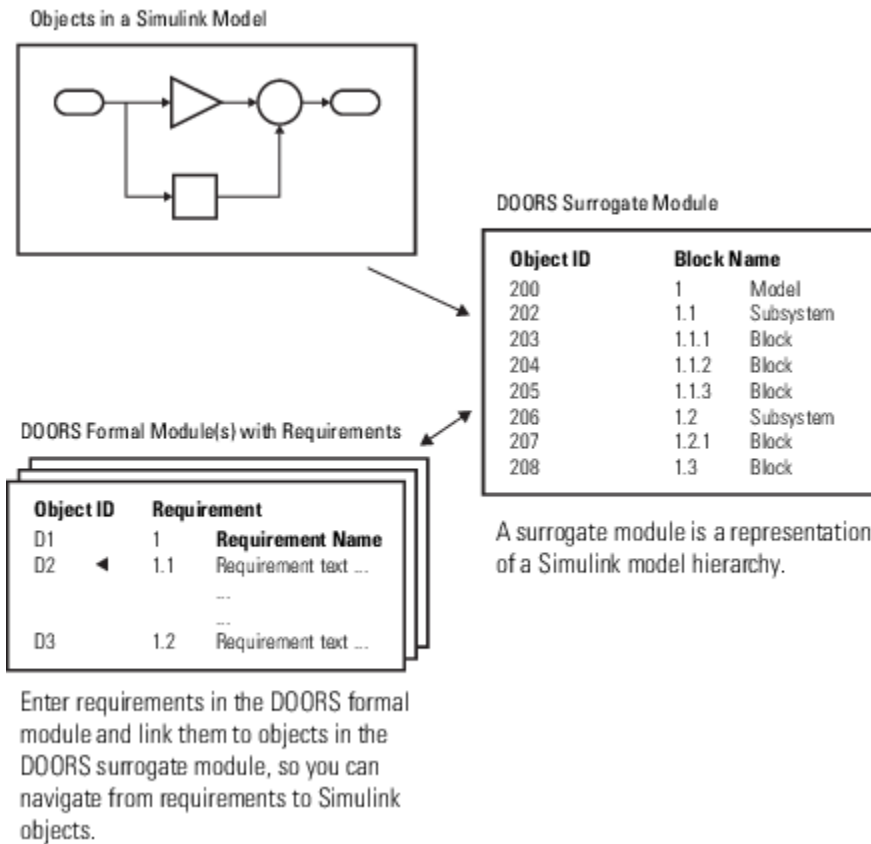 Objects in a Simulink Model
DOORS Surrogate Module
Object ID Block Name
200 1 Model
202 1.1 Subsystem
203 1.1.1 Block
204 1.1.2 Block
205 1.1.3 Block
206 1.2 Subsystem
207 1.2.1 Block
208 1.3 Block
A surrogate module is a representation
of a Simulink model hierarchy.
DOORS Formal Module(s) with Requirements
Object ID Requirement
D1 1 Requirement Name
D2 1.1 Requirement text ...
...
...
D3 1.2 Requirement text ...
Enter requirements in the DOORS formal
module and link them to objects in the
DOORS surrogate module, so you can
navigate from requirements to Simulink
objects.